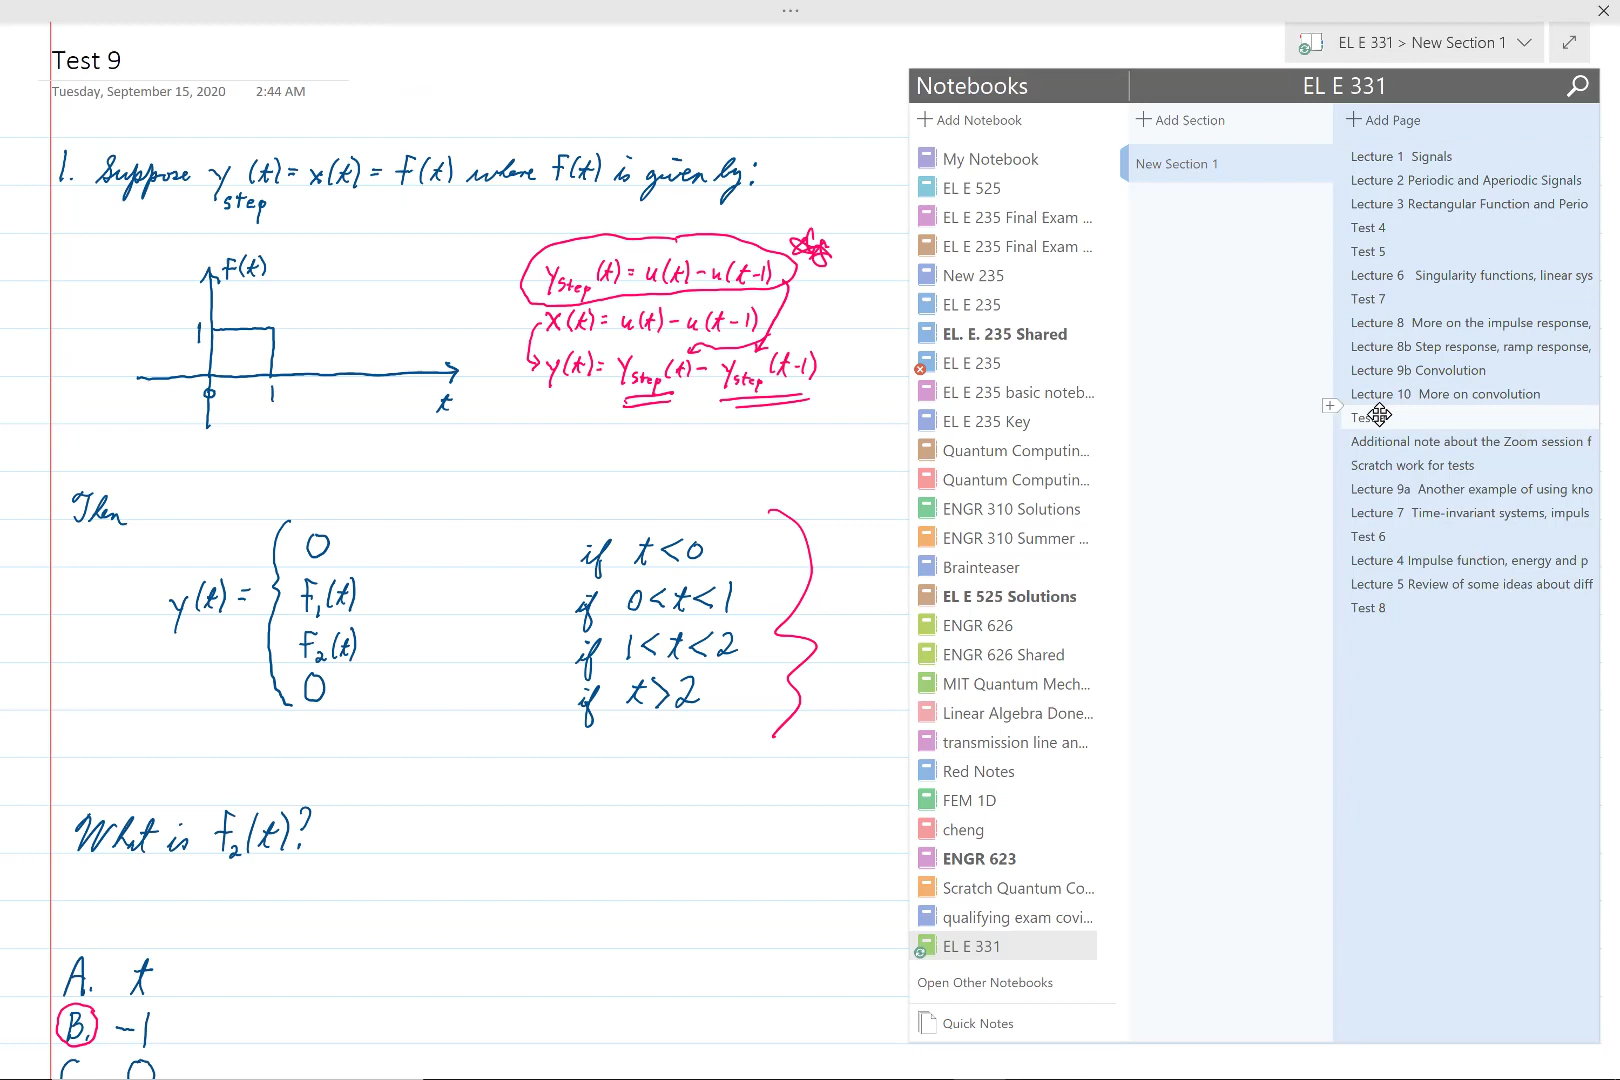 Test 9
Tuesday, September 15, 2020 2:44 AM
1. Suppose y_step (t) = x(t) = f(t) where f(t) is given by:
f(t)
1
0 1 t
y_step (t) = u(t) - u(t-1)
x(t) = u(t) - u(t-1)
y(t) = y_step (t) - y_step (t-1)
Then
y(t) =
0 if t < 0
f₁(t) if 0 < t < 1
f₂(t) if 1 < t < 2
0 if t > 2
What is f₂(t)?
A. t
B. -1
C. 0
EL E 331 > New Section 1
Notebooks
EL E 331
Add Notebook
My Notebook
EL E 525
EL E 235 Final Exam ...
EL E 235 Final Exam ...
New 235
EL E 235
EL. E. 235 Shared
EL E 235
EL E 235 basic noteb...
EL E 235 Key
Quantum Computin...
Quantum Computin...
ENGR 310 Solutions
ENGR 310 Summer ...
Brainteaser
EL E 525 Solutions
ENGR 626
ENGR 626 Shared
MIT Quantum Mech...
Linear Algebra Done...
transmission line an...
Red Notes
FEM 1D
cheng
ENGR 623
Scratch Quantum Co...
qualifying exam covi...
EL E 331
Open Other Notebooks
Quick Notes
Add Section
New Section 1
Add Page
Lecture 1 Signals
Lecture 2 Periodic and Aperiodic Signals
Lecture 3 Rectangular Function and Perio
Test 4
Test 5
Lecture 6 Singularity functions, linear sys
Test 7
Lecture 8 More on the impulse response,
Lecture 8b Step response, ramp response,
Lecture 9b Convolution
Lecture 10 More on convolution
Additional note about the Zoom session f
Scratch work for tests
Lecture 9a Another example of using kno
Lecture 7 Time-invariant systems, impuls
Test 6
Lecture 4 Impulse function, energy and p
Lecture 5 Review of some ideas about diff
Test 8